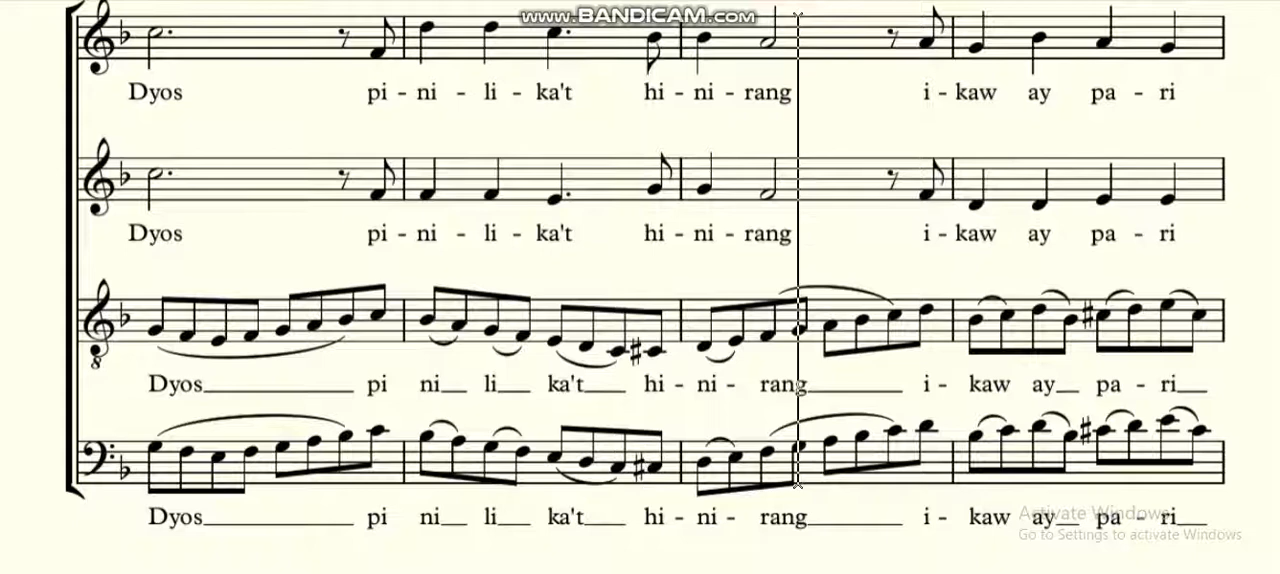 www.BANDICAM.com
Dyos pi - ni - li - ka't hi - ni - rang i - kaw ay pa - ri
Dyos pi - ni - li - ka't hi - ni - rang i - kaw ay pa - ri
8
Dyos pi ni li ka't hi - ni - rang i - kaw ay pa - ri
Dyos pi ni li ka't hi - ni - rang i - kaw ay pa - ri
Activate Windows
Go to Settings to activate Windows